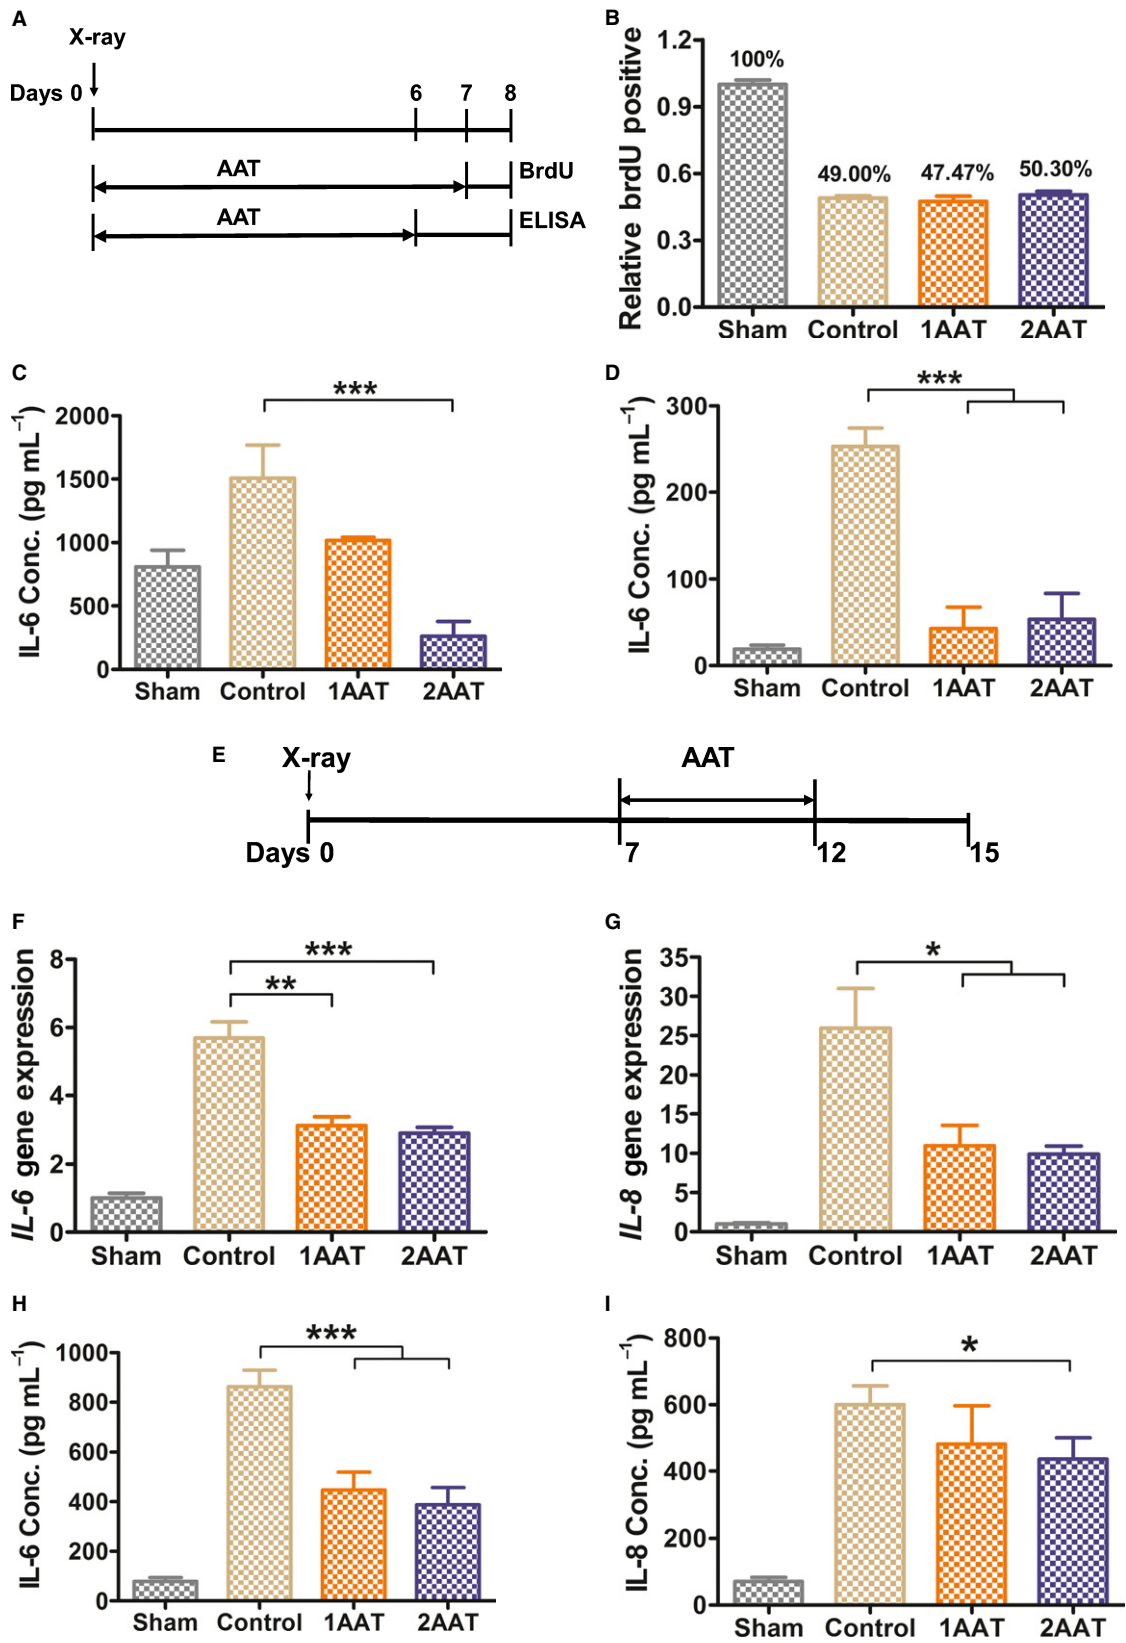 A
X-ray
Days 0 6 7 8
AAT BrdU
AAT ELISA
B
Relative brdU positive
1.2
0.9
0.6
0.3
0.0
100%
49.00%
47.47%
50.30%
Sham Control 1AAT 2AAT
C
IL-6 Conc. (pg mL⁻¹)
2000
1500
1000
500
0
***
Sham Control 1AAT 2AAT
D
IL-6 Conc. (pg mL⁻¹)
300
200
100
0
***
Sham Control 1AAT 2AAT
E
X-ray AAT
Days 0 7 12 15
F
IL-6 gene expression
8
6
4
2
0
***
**
Sham Control 1AAT 2AAT
G
IL-8 gene expression
35
30
25
20
15
10
5
0
*
Sham Control 1AAT 2AAT
H
IL-6 Conc. (pg mL⁻¹)
1000
800
600
400
200
0
***
Sham Control 1AAT 2AAT
I
IL-8 Conc. (pg mL⁻¹)
800
600
400
200
0
*
Sham Control 1AAT 2AAT